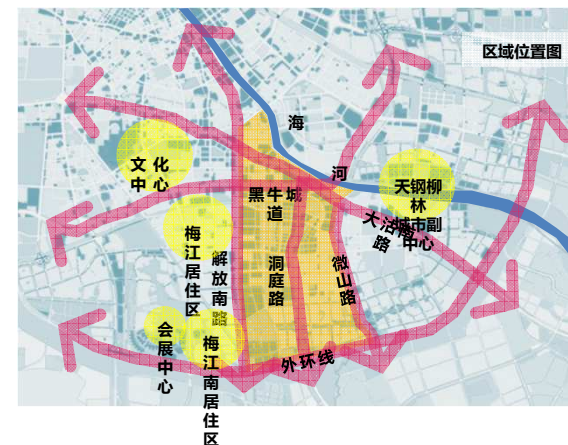 区域位置图
海
河
文化
中心
天钢柳
林
城市副
中心
黑牛城
道
大沽南
路
梅江居住区
解放南路
洞庭路
微山路
会展中心
梅江南居住区
外环线